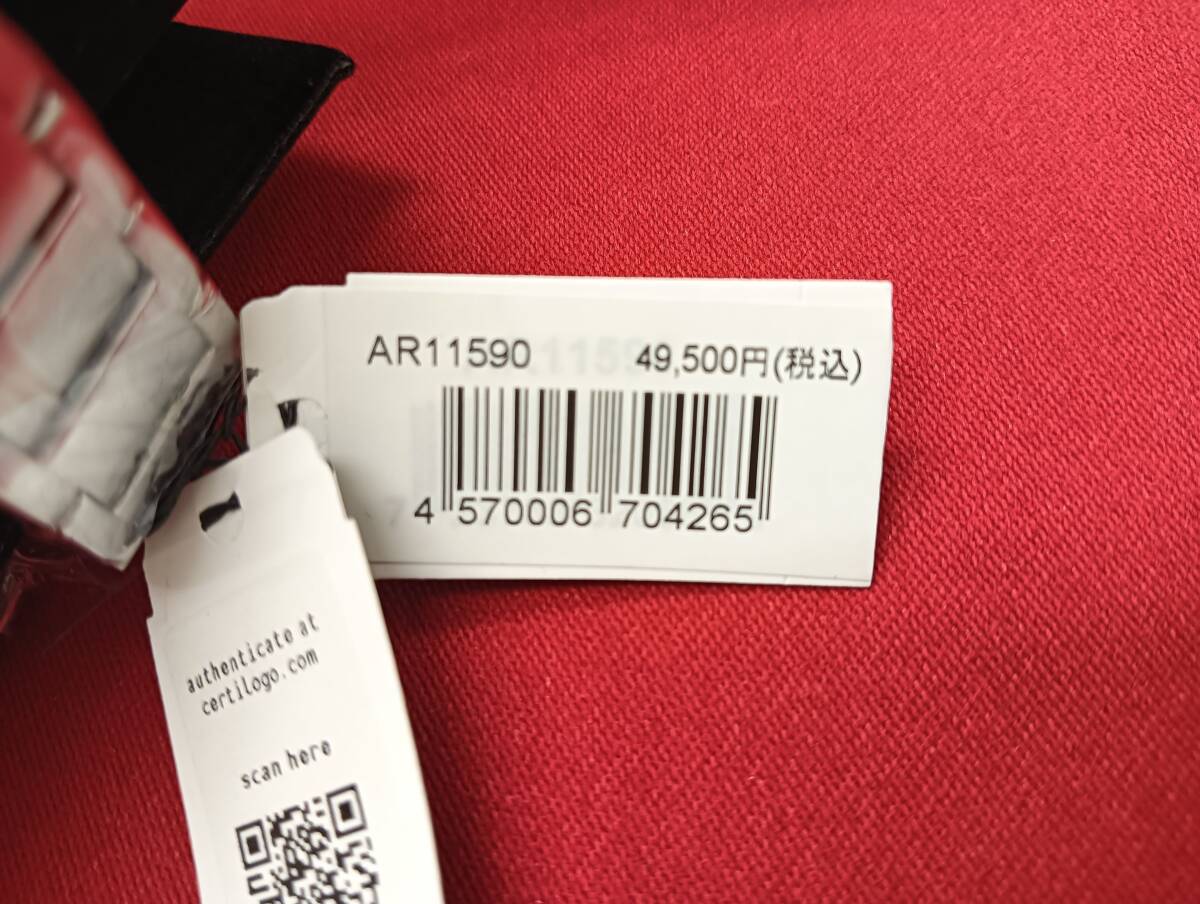 AR11590 49,500円(税込)
4 570006 704265
authenticate at
certilogo.com
scan here